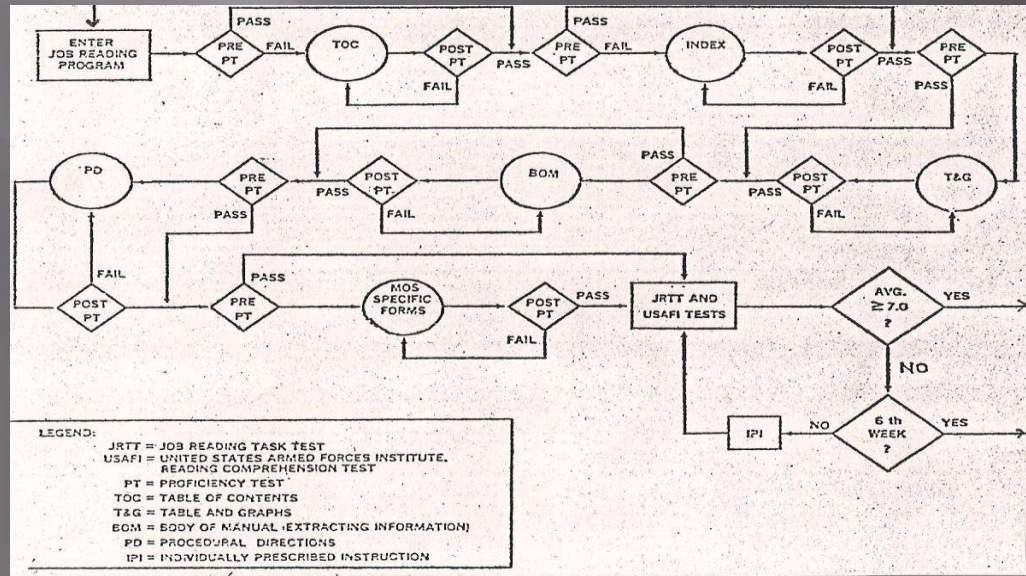 ENTER
JOB READING
PROGRAM
PRE
PT
PASS
FAIL
TOC
POST
PT
FAIL
PASS
PRE
PT
PASS
FAIL
INDEX
POST
PT
FAIL
PASS
PRE
PT
PASS
T&G
POST
PT
FAIL
PASS
PRE
PT
PASS
BOM
POST
PT
FAIL
PASS
PRE
PT
PASS
PD
POST
PT
FAIL
PRE
PT
PASS
MOS
SPECIFIC
FORMS
POST
PT
FAIL
PASS
JRTT AND
USAFI TESTS
AVG.
≥7.0
?
YES
NO
6 th
WEEK
?
YES
NO
IPI
LEGEND:
JRTT = JOB READING TASK TEST
USAFI = UNITED STATES ARMED FORCES INSTITUTE.
READING COMPREHENSION TEST
PT = PROFICIENCY TEST
TOC = TABLE OF CONTENTS
T&G = TABLE AND GRAPHS
BOM = BODY OF MANUAL (EXTRACTING INFORMATION)
PD = PROCEDURAL DIRECTIONS
IPI = INDIVIDUALLY PRESCRIBED INSTRUCTION